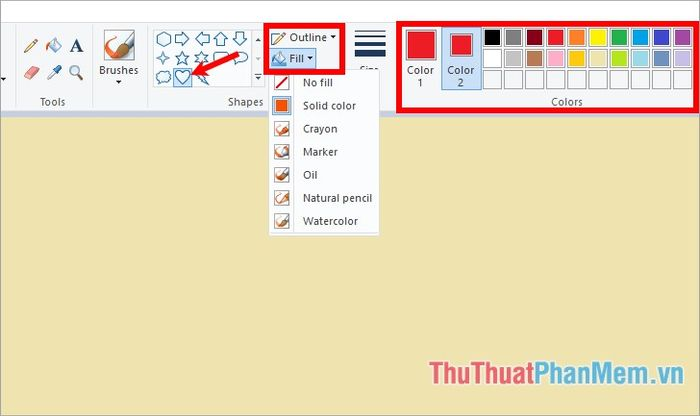 Outline
Fill
Brushes
Color
1
Color
2
Tools
Shapes
Colors
No fill
Solid color
Crayon
Marker
Oil
Natural pencil
Watercolor
ThuThuatPhanMem.vn